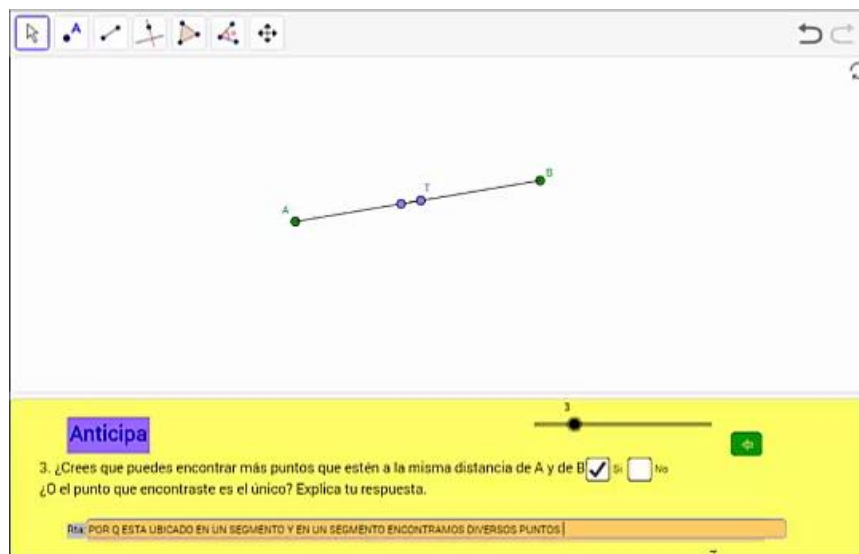 A
T
B
A
3
Anticipa
3. ¿Crees que puedes encontrar más puntos que estén a la misma distancia de A y de B Si No
¿O el punto que encontraste es el único? Explica tu respuesta.
Rta: POR Q ESTA UBICADO EN UN SEGMENTO Y EN UN SEGMENTO ENCONTRAMOS DIVERSOS PUNTOS